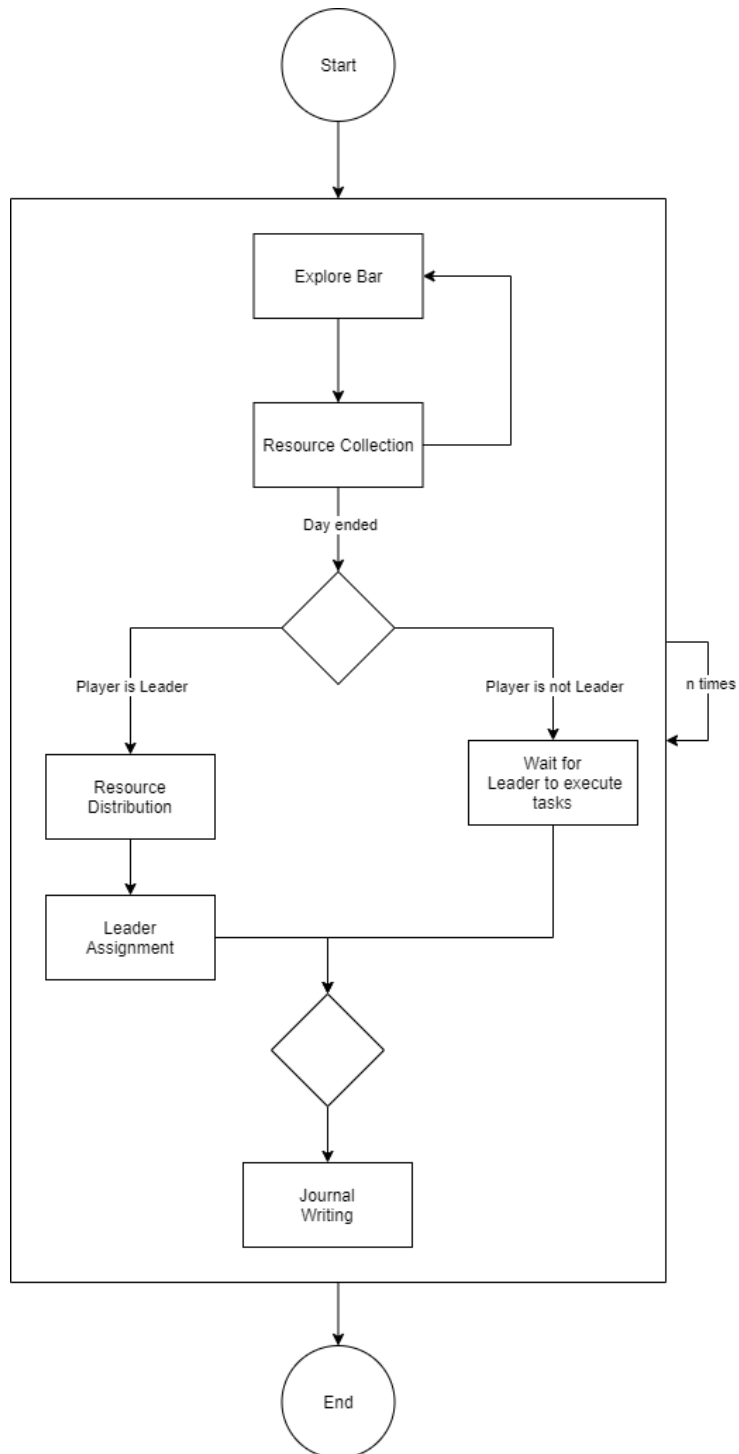 Start
Explore Bar
Resource Collection
Day ended
Player is Leader
Player is not Leader
n times
Resource
Distribution
Wait for
Leader to execute
tasks
Leader
Assignment
Journal
Writing
End